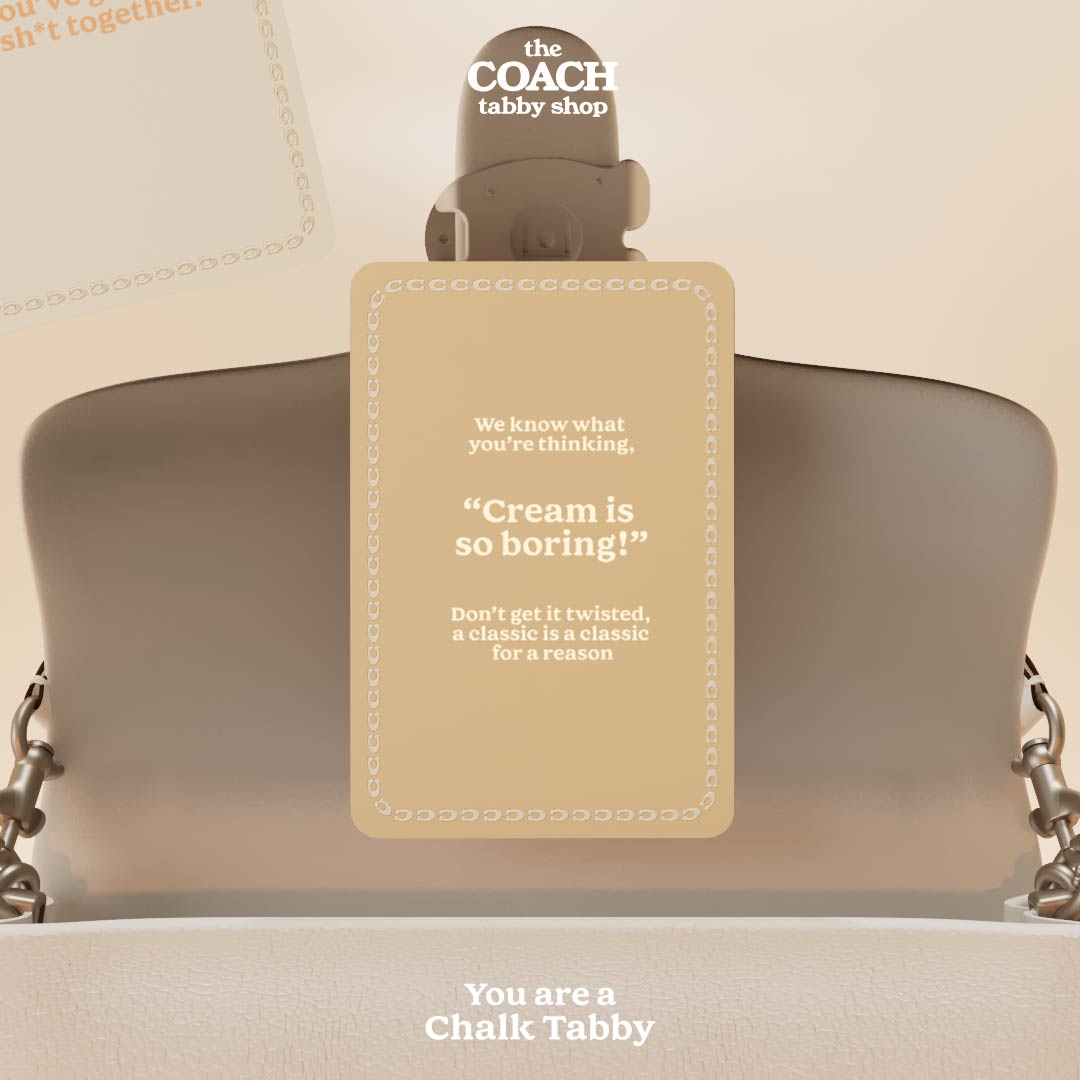 sh*t together.
the
COACH
tabby shop
We know what
you're thinking,
“Cream is
so boring!”
Don't get it twisted,
a classic is a classic
for a reason
You are a
Chalk Tabby